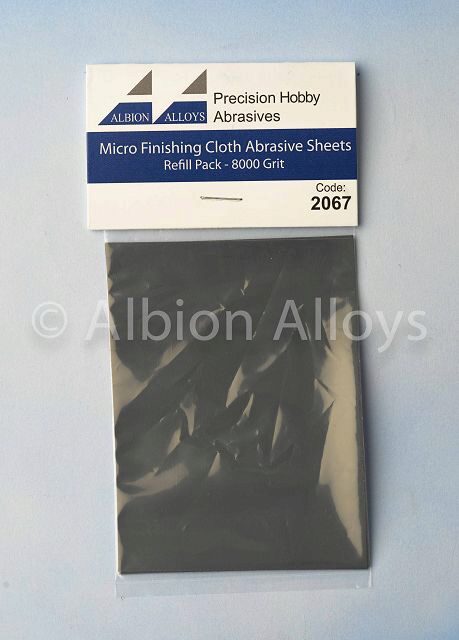 ALBION ALLOYS
Precision Hobby
Abrasives
Micro Finishing Cloth Abrasive Sheets
Refill Pack - 8000 Grit
Code:
2067
© Albion Alloys